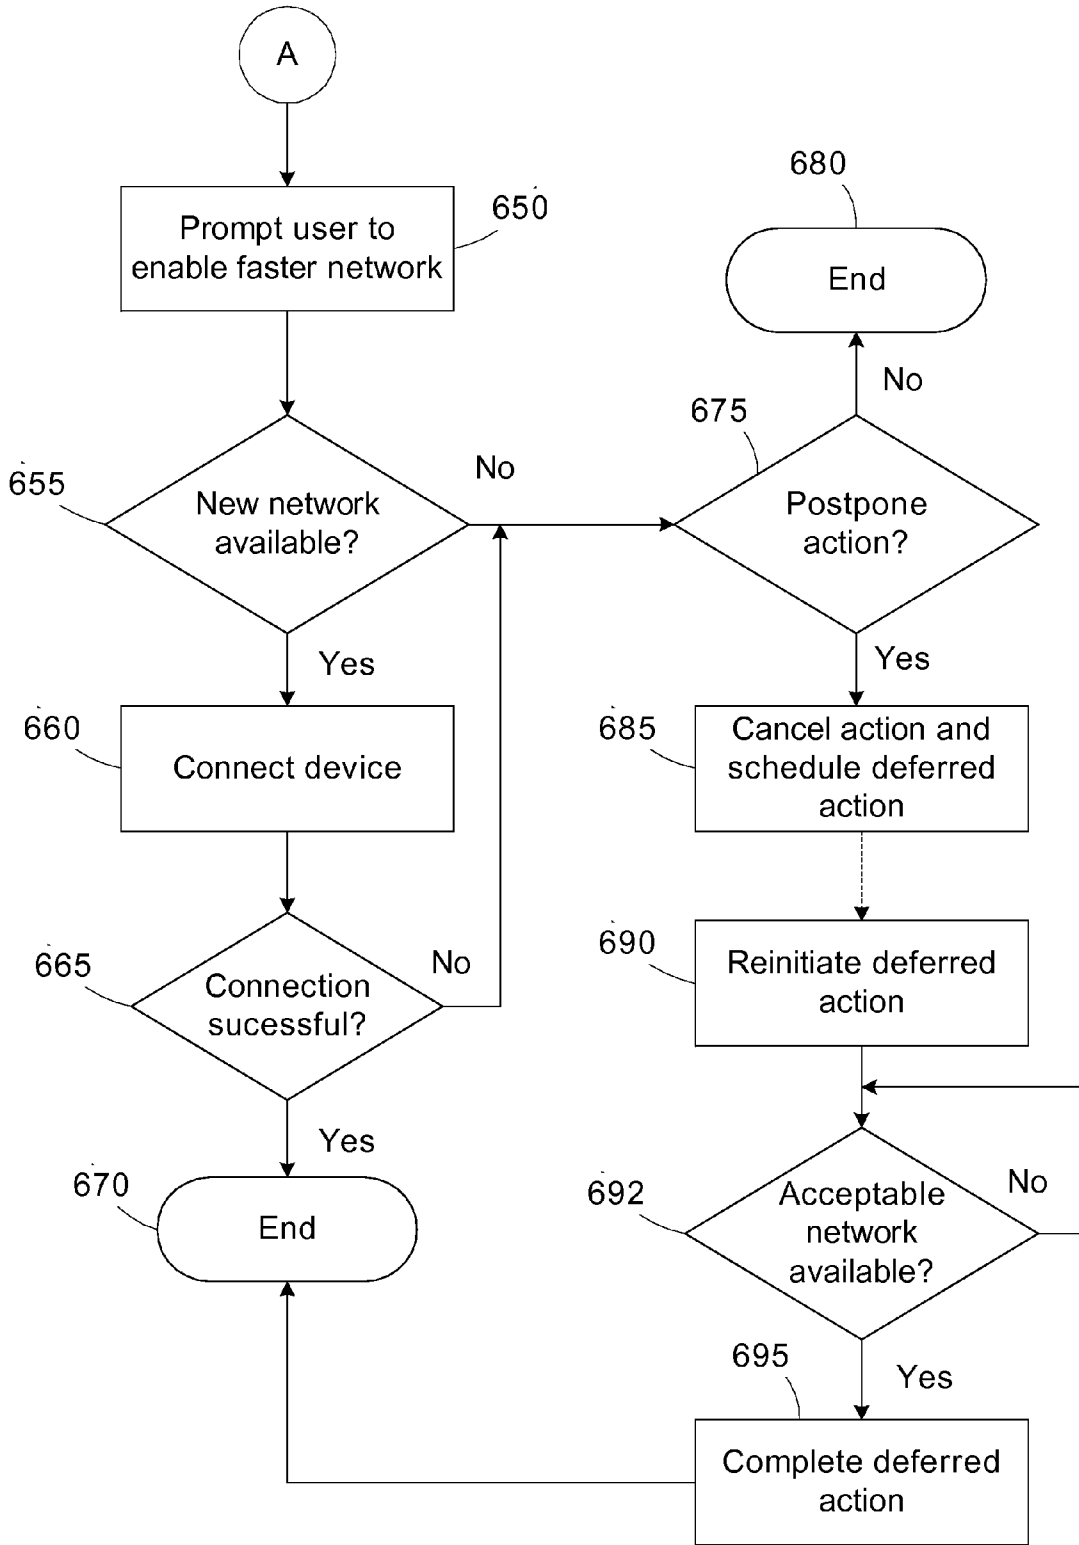 A
650
Prompt user to
enable faster network
680
End
No
675
655
New network
available?
No
Postpone
action?
Yes
Yes
660
Connect device
685
Cancel action and
schedule deferred
action
690
Reinitiate deferred
action
665
Connection
sucessful?
No
Yes
670
End
692
Acceptable
network
available?
No
695
Yes
Complete deferred
action